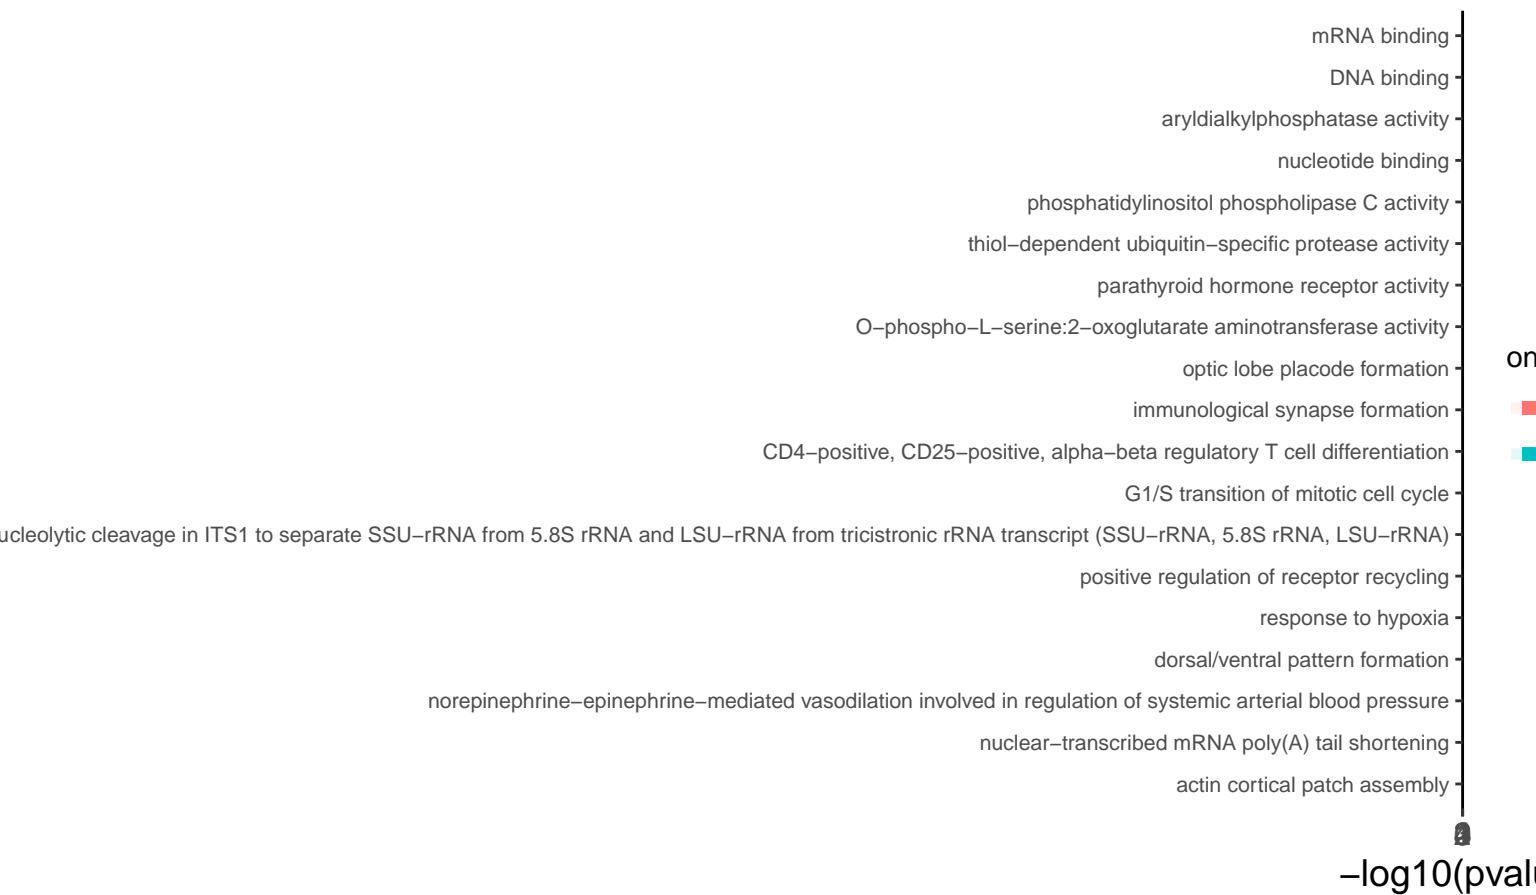 mRNA binding
DNA binding
aryldialkylphosphatase activity
nucleotide binding
phosphatidylinositol phospholipase C activity
thiol−dependent ubiquitin−specific protease activity
parathyroid hormone receptor activity
O−phospho−L−serine:2−oxoglutarate aminotransferase activity
on
optic lobe placode formation
immunological synapse formation
CD4−positive, CD25−positive, alpha−beta regulatory T cell differentiation
G1/S transition of mitotic cell cycle
ucleolytic cleavage in ITS1 to separate SSU−rRNA from 5.8S rRNA and LSU−rRNA from tricistronic rRNA transcript (SSU−rRNA, 5.8S rRNA, LSU−rRNA)
positive regulation of receptor recycling
response to hypoxia
dorsal/ventral pattern formation
norepinephrine−epinephrine−mediated vasodilation involved in regulation of systemic arterial blood pressure
nuclear−transcribed mRNA poly(A) tail shortening
actin cortical patch assembly
−log10(pvalu